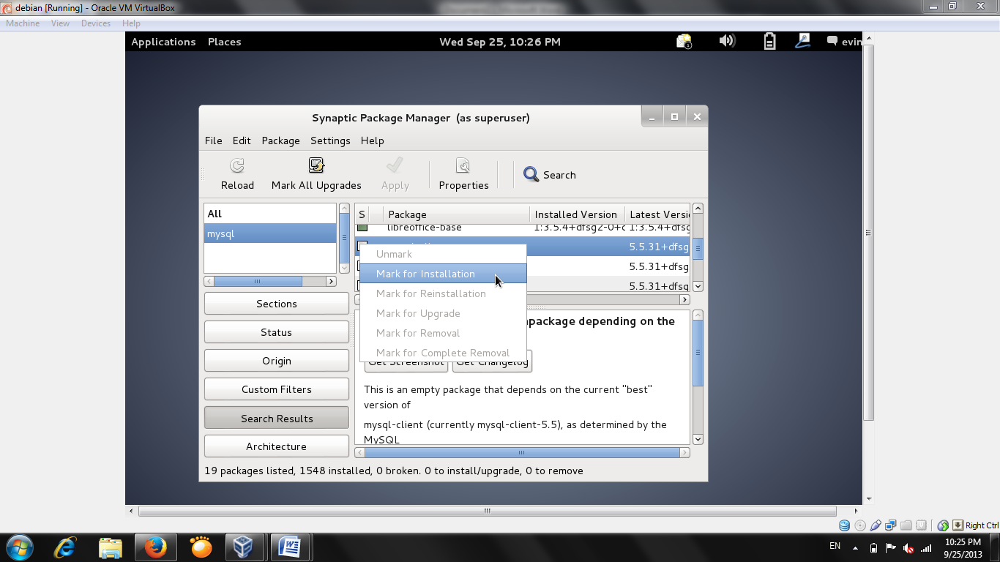 debian [Running] - Oracle VM VirtualBox
Machine View Devices Help
Applications Places Wed Sep 25, 10:26 PM 1 evin
Synaptic Package Manager (as superuser)
File Edit Package Settings Help
Reload Mark All Upgrades Apply Properties Search
All
mysql
S Package Installed Version Latest Versi
libreoffice-base 1:3.5.4+dfsg2-0+c 1:3.5.4+dfsg
5.5.31+dfsg
5.5.31+dfsg
5.5.31+dfsg
Unmark
Mark for Installation
Mark for Reinstallation
Mark for Upgrade
Mark for Removal
Mark for Complete Removal
Sections
Status
Origin
Custom Filters
Search Results
Architecture
package depending on the
Get Screenshot Get Changelog
This is an empty package that depends on the current "best"
version of
mysql-client (currently mysql-client-5.5), as determined by the
MySQL
19 packages listed, 1548 installed, 0 broken. 0 to install/upgrade, 0 to remove
Right Ctrl
EN
10:25 PM
9/25/2013